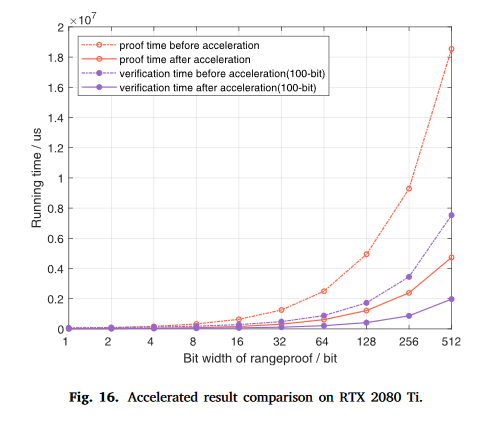 ×10⁷
2
1.8
1.6
1.4
1.2
1
0.8
0.6
0.4
0.2
0
Running time / us
proof time before acceleration
proof time after acceleration
verification time before acceleration(100-bit)
verification time after acceleration(100-bit)
1 2 4 8 16 32 64 128 256 512
Bit width of rangeproof / bit
Fig. 16. Accelerated result comparison on RTX 2080 Ti.